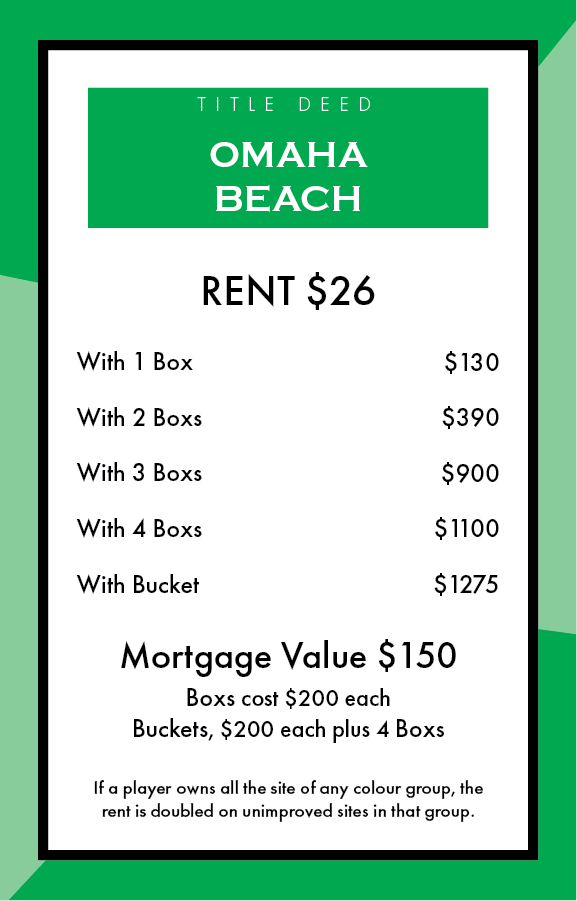 TITLE DEED
OMAHA
BEACH
RENT $26
With 1 Box $130
With 2 Boxs $390
With 3 Boxs $900
With 4 Boxs $1100
With Bucket $1275
Mortgage Value $150
Boxs cost $200 each
Buckets, $200 each plus 4 Boxs
If a player owns all the site of any colour group, the
rent is doubled on unimproved sites in that group.